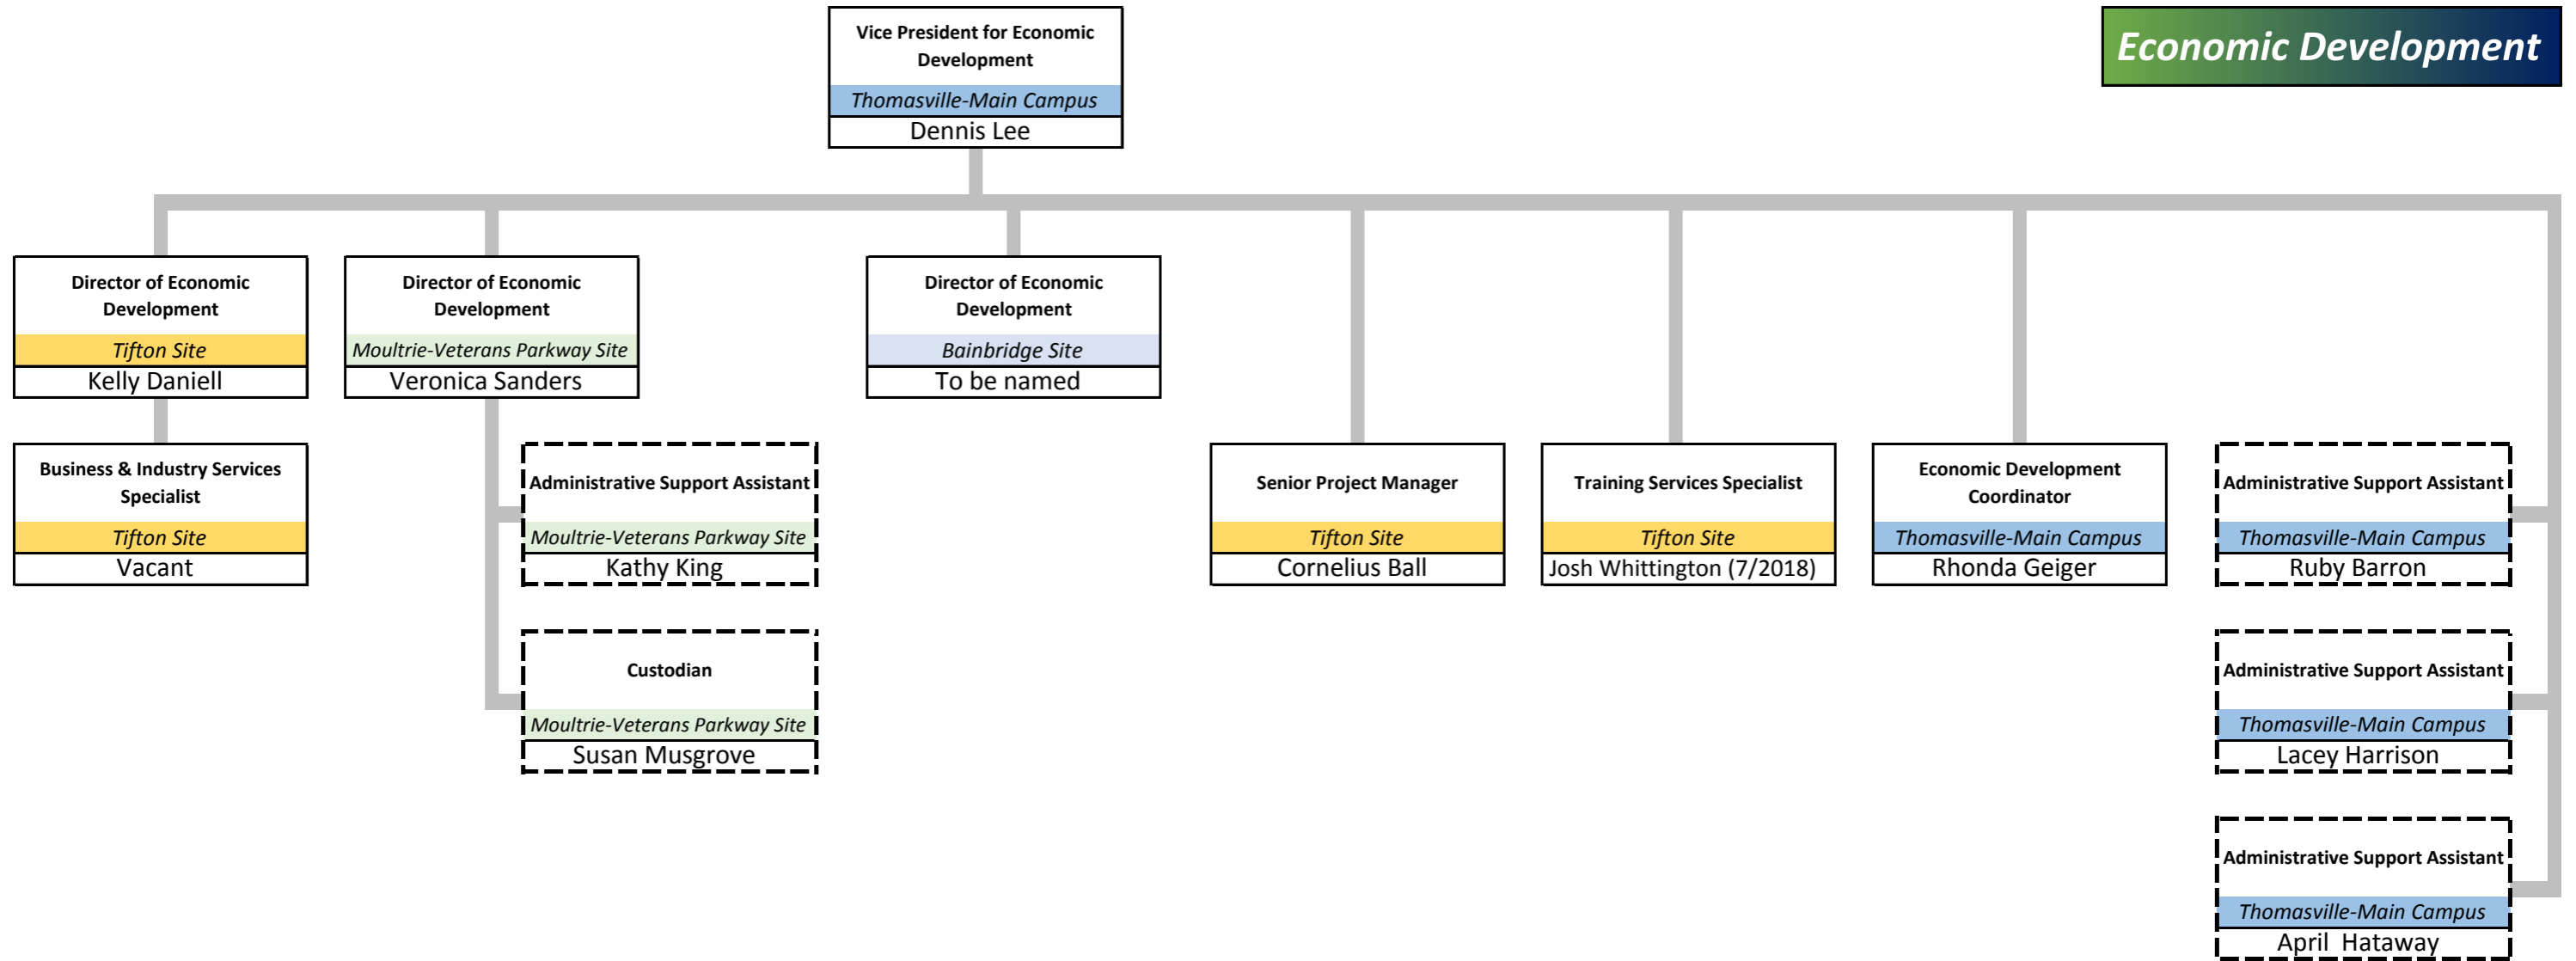 Vice President for Economic
Development
Thomasville-Main Campus
Dennis Lee
Economic Development
Director of Economic
Development
Tifton Site
Kelly Daniell
Director of Economic
Development
Moultrie-Veterans Parkway Site
Veronica Sanders
Director of Economic
Development
Bainbridge Site
To be named
Business & Industry Services
Specialist
Tifton Site
Vacant
Administrative Support Assistant
Moultrie-Veterans Parkway Site
Kathy King
Senior Project Manager
Tifton Site
Cornelius Ball
Training Services Specialist
Tifton Site
Josh Whittington (7/2018)
Economic Development
Coordinator
Thomasville-Main Campus
Rhonda Geiger
Administrative Support Assistant
Thomasville-Main Campus
Ruby Barron
Custodian
Moultrie-Veterans Parkway Site
Susan Musgrove
Administrative Support Assistant
Thomasville-Main Campus
Lacey Harrison
Administrative Support Assistant
Thomasville-Main Campus
April  Hataway